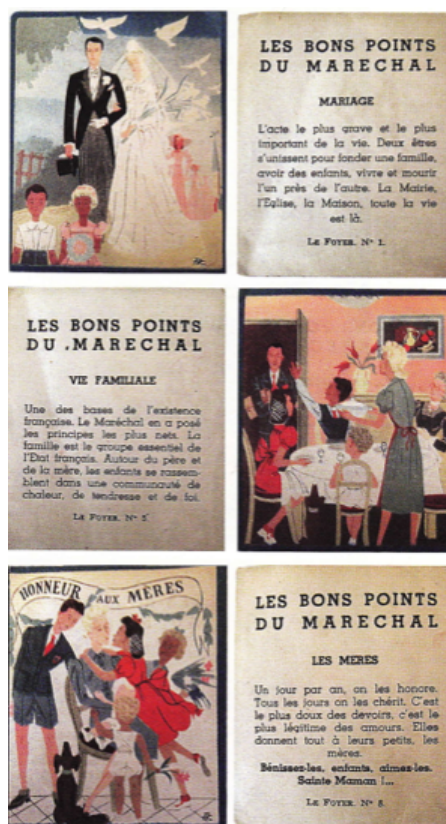 LES BONS POINTS
DU MARECHAL
MARIAGE
L'acte le plus grave et le plus
important de la vie. Deux êtres
s'unissent pour fonder une famille,
avoir des enfants, vivre et mourir
l'un près de l'autre. La Mairie,
l'Eglise, la Maison, toute la vie
est là.
LE FOYER. Nº 1.
LES BONS POINTS
DU MARECHAL
VIE FAMILIALE
Une des bases de l'existence
française. Le Maréchal en a posé
les principes les plus nets. La
famille est le groupe essentiel de
l'Etat français. Autour du père et
de la mère, les enfants se rassem-
blent dans une communauté de
chaleur, de tendresse et de foi.
LE FOYER. Nº 5.
HONNEUR AUX MÈRES
LES BONS POINTS
DU MARECHAL
LES MERES
Un jour par an, on les honore.
Tous les jours on les chérit. C'est
le plus doux des devoirs, c'est le
plus légitime des amours. Elles
donnent tout à leurs petits, les
mères.
Bénissez-les, enfants, aimez-les.
Sainte Maman !...
LE FOYER. Nº 8.